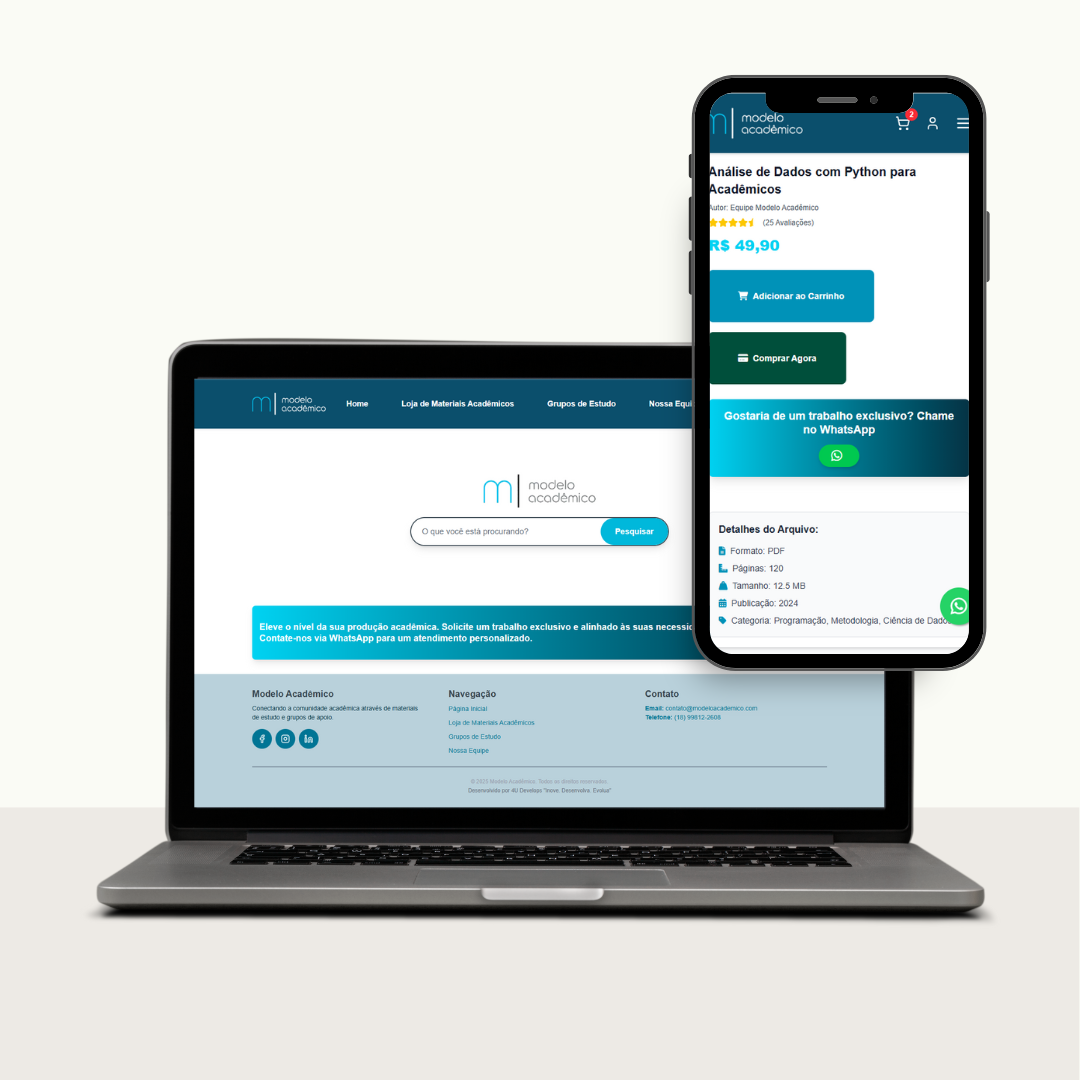 modelo
acadêmico
2
Análise de Dados com Python para
Acadêmicos
Autor: Equipe Modelo Acadêmico
(25 Avaliações)
R$ 49,90
Adicionar ao Carrinho
Comprar Agora
Gostaria de um trabalho exclusivo? Chame
no WhatsApp
Detalhes do Arquivo:
Formato: PDF
Páginas: 120
Tamanho: 12.5 MB
Publicação: 2024
Categoria: Programação, Metodologia, Ciência de Dados
modelo
acadêmico
Home
Loja de Materiais Acadêmicos
Grupos de Estudo
Nossa Equi
modelo
acadêmico
O que você está procurando?
Pesquisar
Eleve o nível da sua produção acadêmica. Solicite um trabalho exclusivo e alinhado às suas necessi
Contate-nos via WhatsApp para um atendimento personalizado.
Modelo Acadêmico
Conectando a comunidade acadêmica através de materiais
de estudo e grupos de apoio.
Navegação
Página Inicial
Loja de Materiais Acadêmicos
Grupos de Estudo
Nossa Equipe
Contato
Email: contato@modeloacademico.com
Telefone: (16) 99812-2608
© 2025 Modelo Acadêmico. Todos os direitos reservados.
Desenvolvido por 4U Develops "Inove, Desenvolva, Evolua"